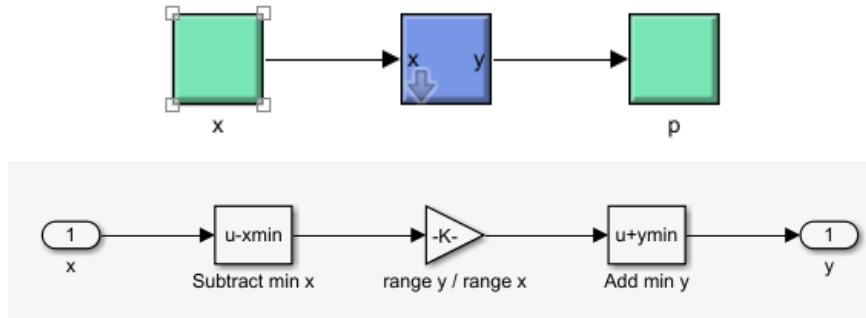 x y
x p
1 u-xmin -K- u+ymin 1
x Subtract min x range y / range x Add min y y